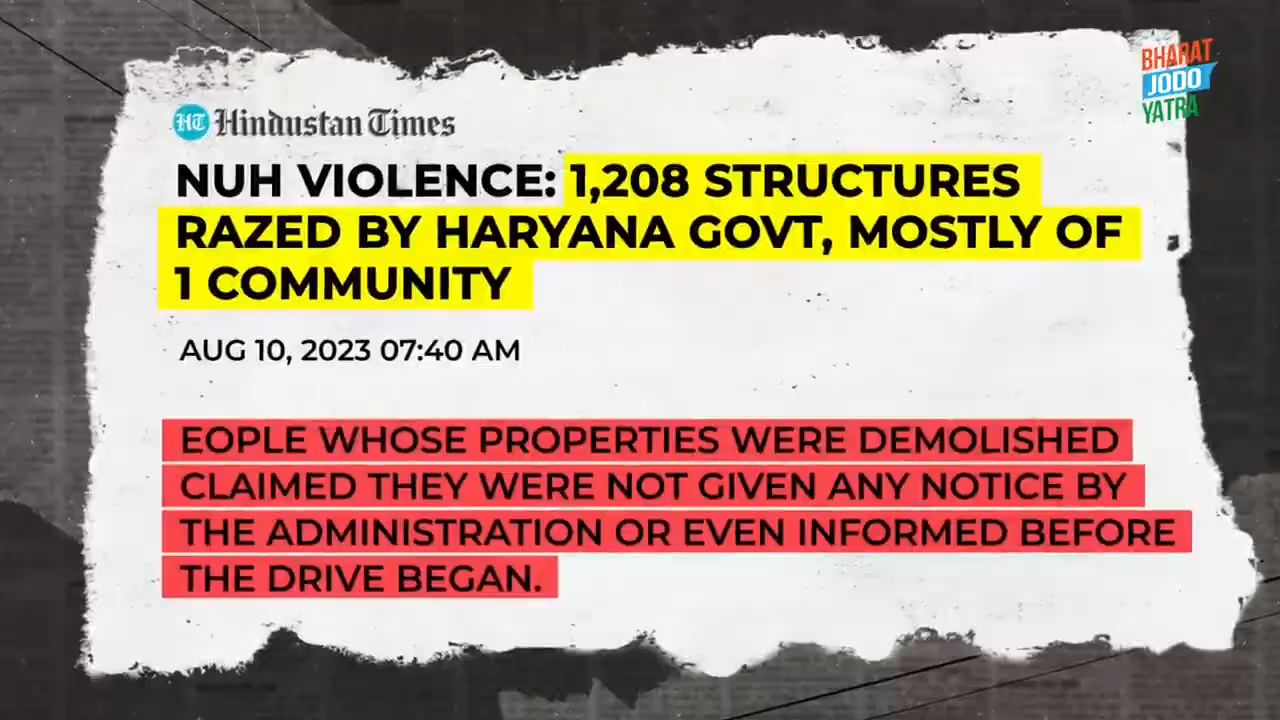 BHARAT
JODO
YATRA
HT Hindustan Times
NUH VIOLENCE: 1,208 STRUCTURES
RAZED BY HARYANA GOVT, MOSTLY OF
1 COMMUNITY
AUG 10, 2023 07:40 AM
EOPLE WHOSE PROPERTIES WERE DEMOLISHED
CLAIMED THEY WERE NOT GIVEN ANY NOTICE BY
THE ADMINISTRATION OR EVEN INFORMED BEFORE
THE DRIVE BEGAN.